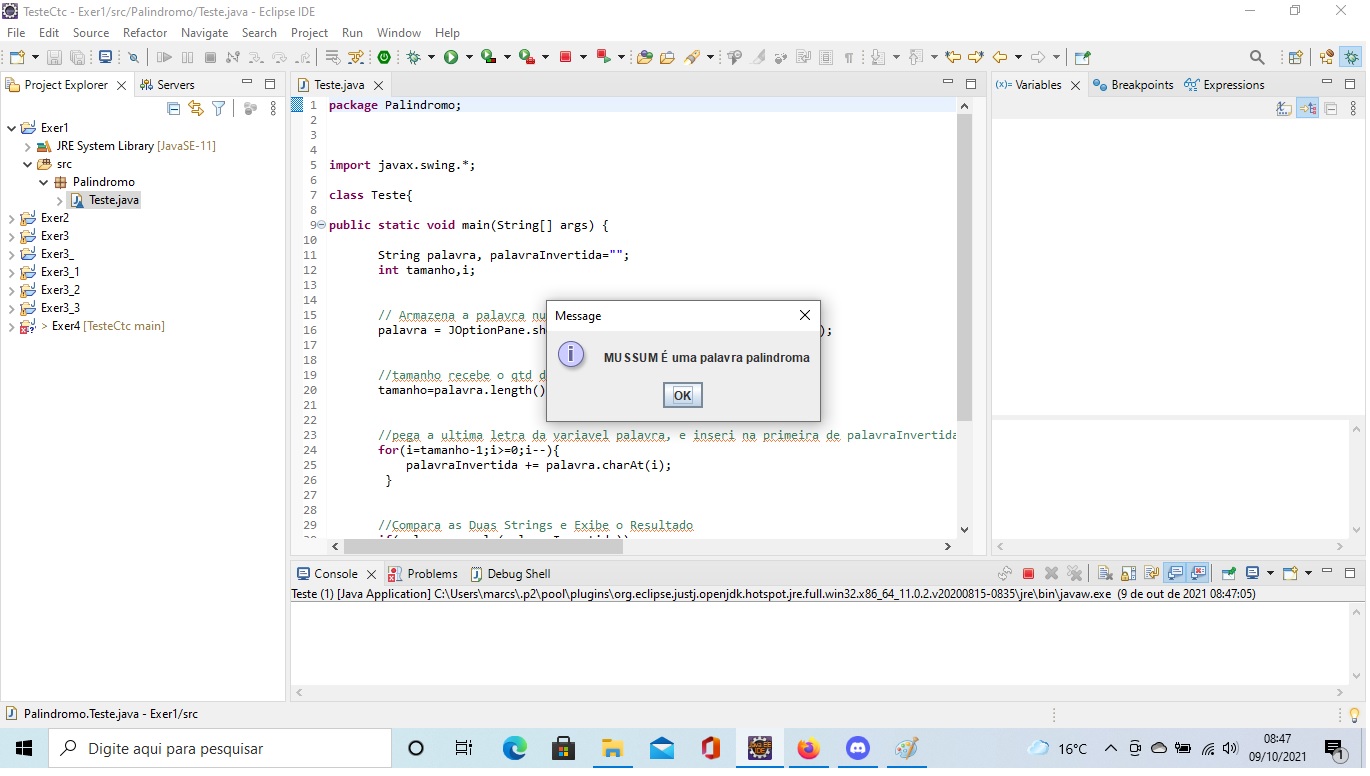 TesteCtc - Exer1/src/Palindromo/Teste.java - Eclipse IDE
File Edit Source Refactor Navigate Search Project Run Window Help
Project Explorer Servers
Exer1
JRE System Library [JavaSE-11]
src
Palindromo
Teste.java
Exer2
Exer3
Exer3_
Exer3_1
Exer3_2
Exer3_3
> Exer4 [TesteCtc main]
Teste.java
1 package Palindromo;
2
3
4
5 import javax.swing.*;
6
7 class Teste{
8
9 public static void main(String[] args) {
10
11 String palavra, palavraInvertida="";
12 int tamanho,i;
13
14
15 // Armazena a palavra
16 palavra = JOptionPane. );
17
18
19 //tamanho recebe o qtd
20 tamanho=palavra.length()
21
22
23 //pega a ultima letra da variavel palavra, e inseri na primeira de palavraInvertida
24 for(i=tamanho-1;i>=0;i--){
25 palavraInvertida += palavra.charAt(i);
26 }
27
28
29 //Compara as Duas Strings e Exibe o Resultado
Message
MUSSUM É uma palavra palindroma
OK
(x)= Variables Breakpoints Expressions
Console Problems Debug Shell
Teste (1) [Java Application] C:\Users\marcs\.p2\pool\plugins\org.eclipse.justj.openjdk.hotspot.jre.full.win32.x86_64_11.0.2.v20200815-0835\jre\bin\javaw.exe (9 de out de 2021 08:47:05)
Palindromo.Teste.java - Exer1/src
Digite aqui para pesquisar
16°C
08:47
09/10/2021
1